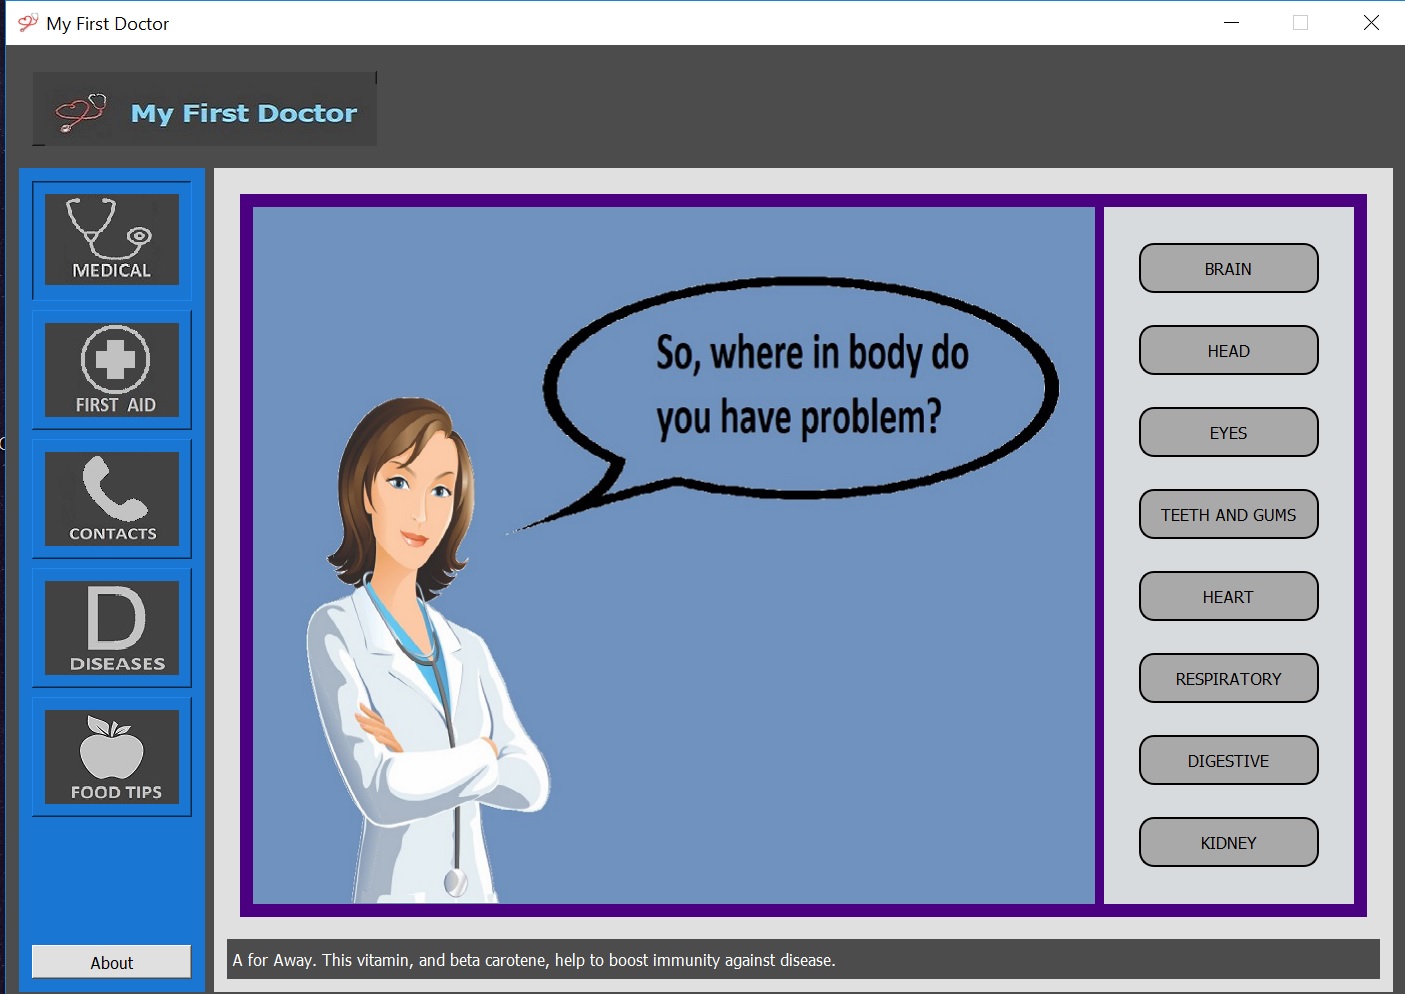 My First Doctor
My First Doctor
MEDICAL
FIRST AID
CONTACTS
D
DISEASES
FOOD TIPS
About
So, where in body do
you have problem?
BRAIN
HEAD
EYES
TEETH AND GUMS
HEART
RESPIRATORY
DIGESTIVE
KIDNEY
A for Away. This vitamin, and beta carotene, help to boost immunity against disease.